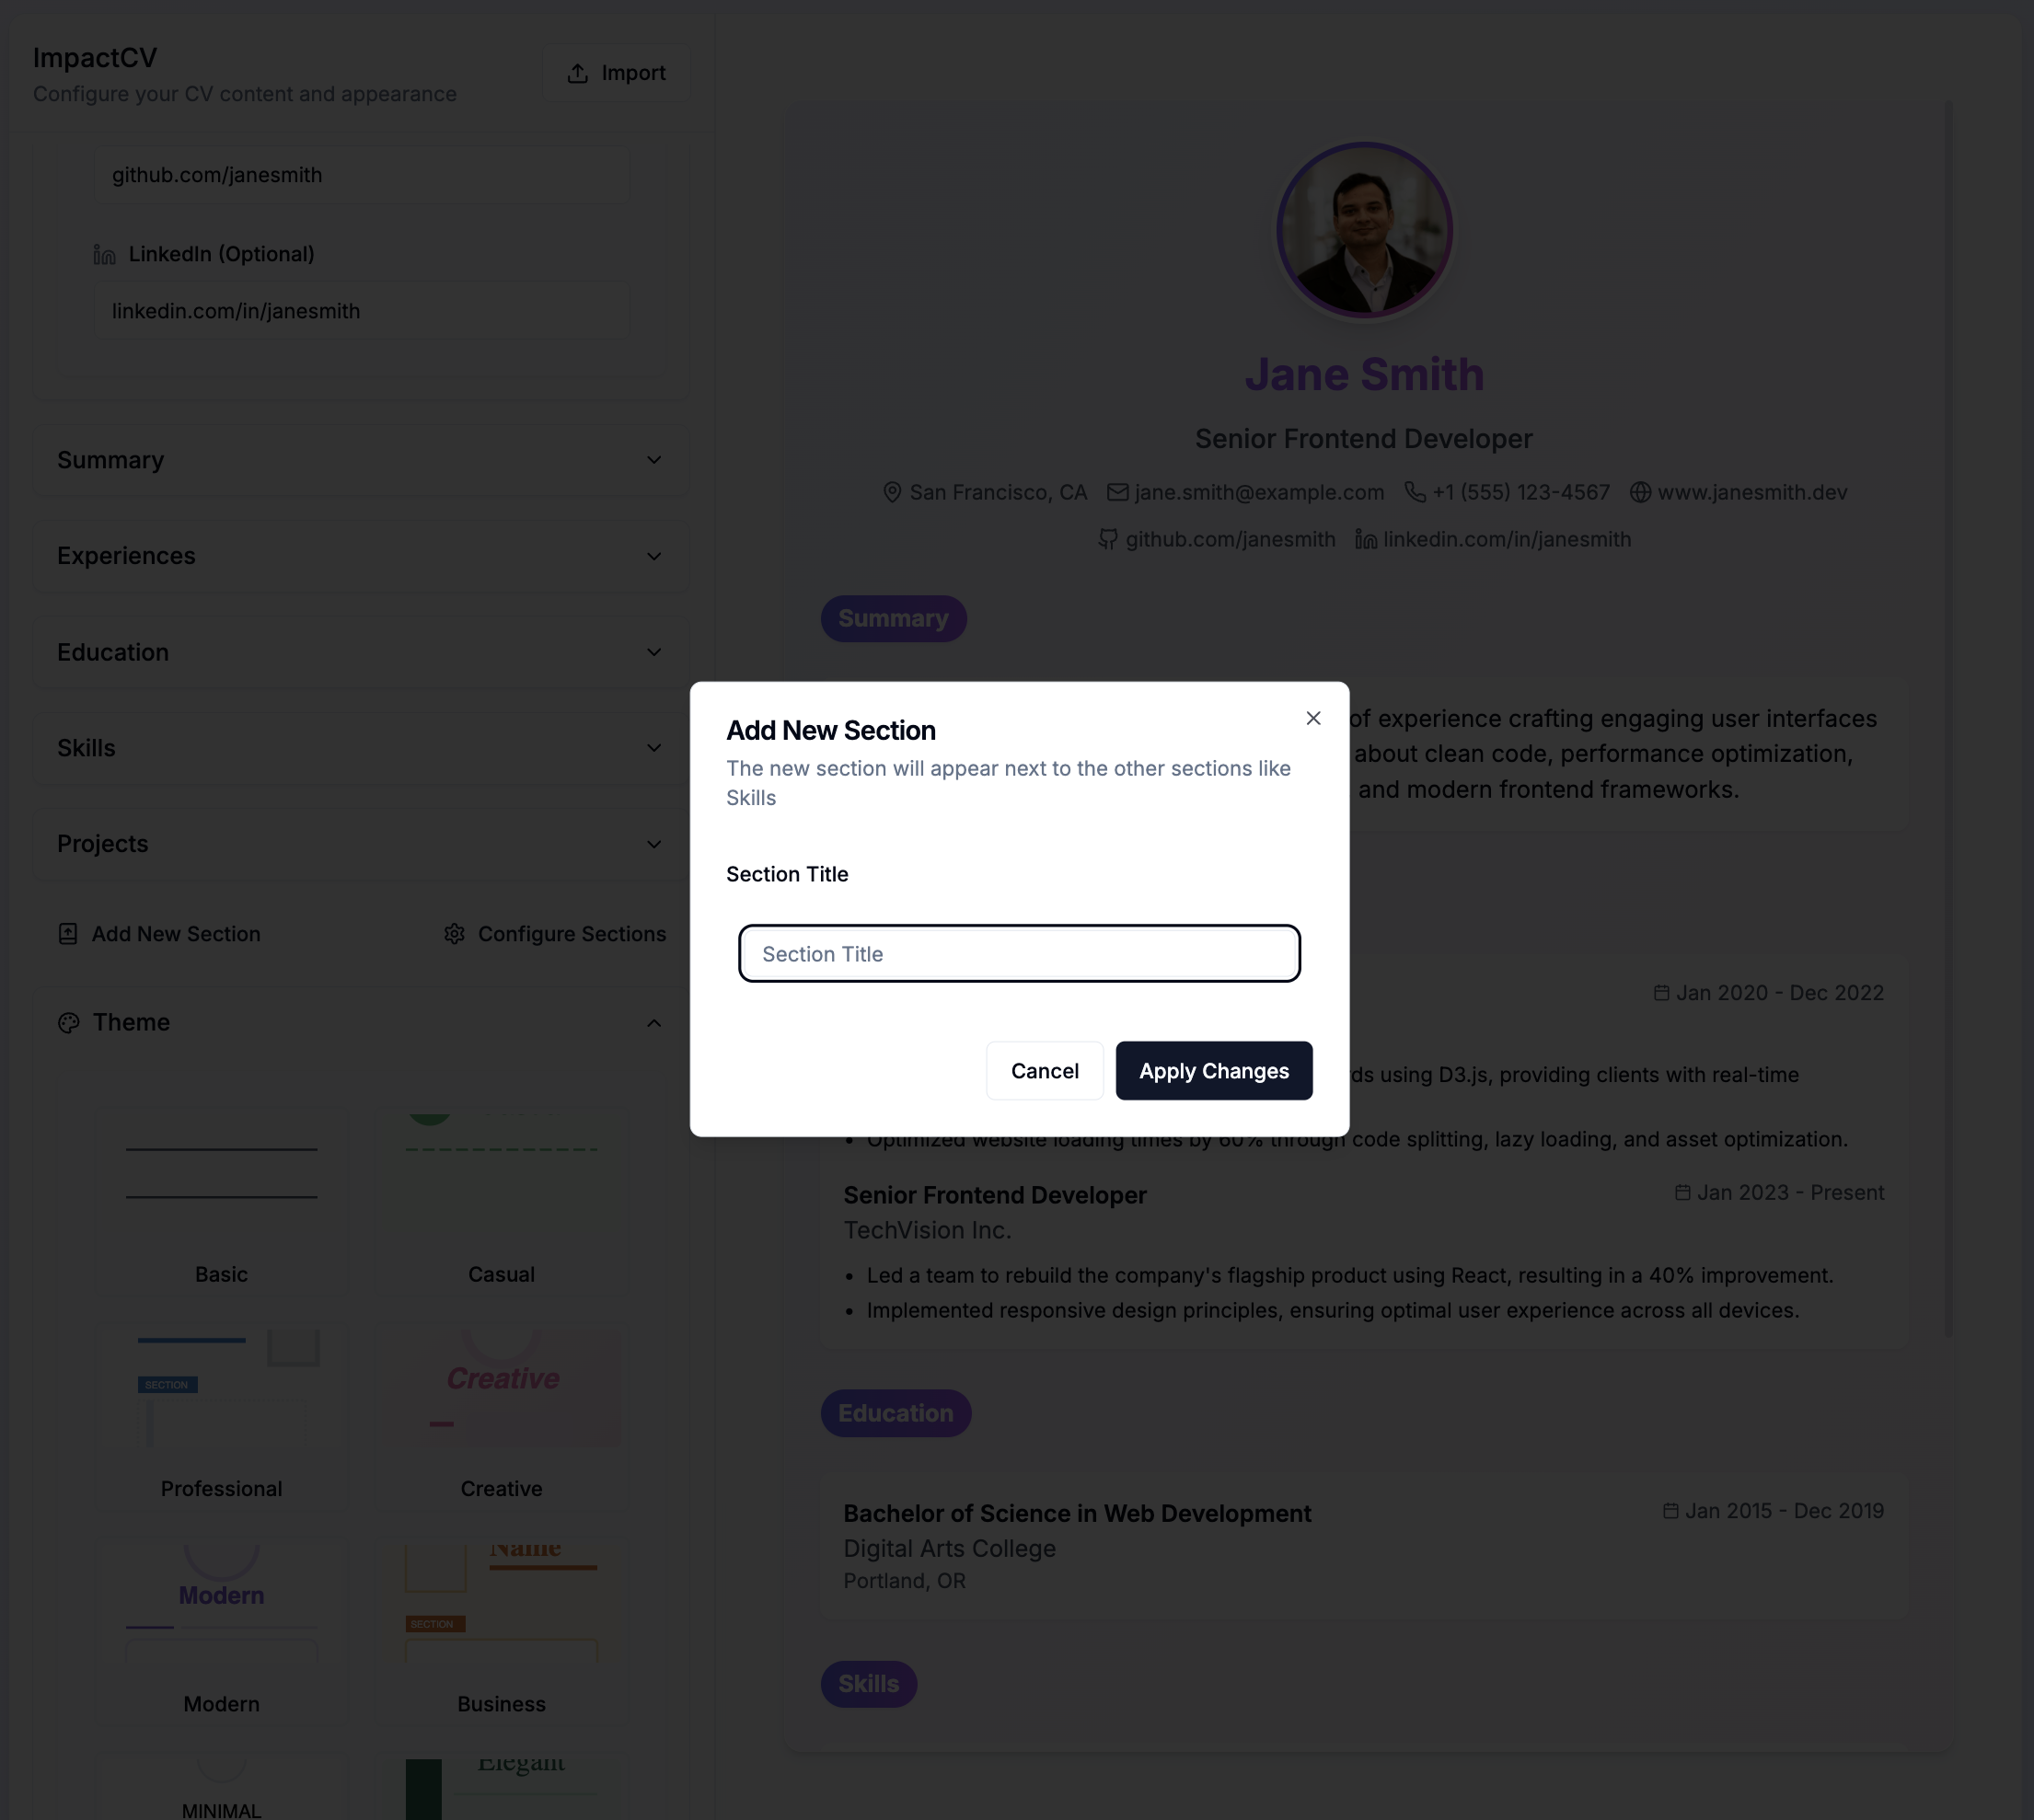 ImpactCV
Configure your CV content and appearance
Import
github.com/janesmith
LinkedIn (Optional)
linkedin.com/in/janesmith
Summary
Experiences
Education
Skills
Projects
Add New Section
Configure Sections
Theme
Basic
Casual
SECTION
Creative
Professional
Creative
Modern
Name
SECTION
Modern
Business
MINIMAL
Elegant
Jane Smith
Senior Frontend Developer
San Francisco, CA jane.smith@example.com +1 (555) 123-4567 www.janesmith.dev
github.com/janesmith linkedin.com/in/janesmith
Summary
of experience crafting engaging user interfaces
about clean code, performance optimization,
and modern frontend frameworks.
Jan 2020 - Dec 2022
using D3.js, providing clients with real-time
• Optimized website loading times by 60% through code splitting, lazy loading, and asset optimization.
Senior Frontend Developer
Jan 2023 - Present
TechVision Inc.
• Led a team to rebuild the company's flagship product using React, resulting in a 40% improvement.
• Implemented responsive design principles, ensuring optimal user experience across all devices.
Education
Bachelor of Science in Web Development
Jan 2015 - Dec 2019
Digital Arts College
Portland, OR
Skills
Add New Section
The new section will appear next to the other sections like
Skills
Section Title
Section Title
Cancel
Apply Changes